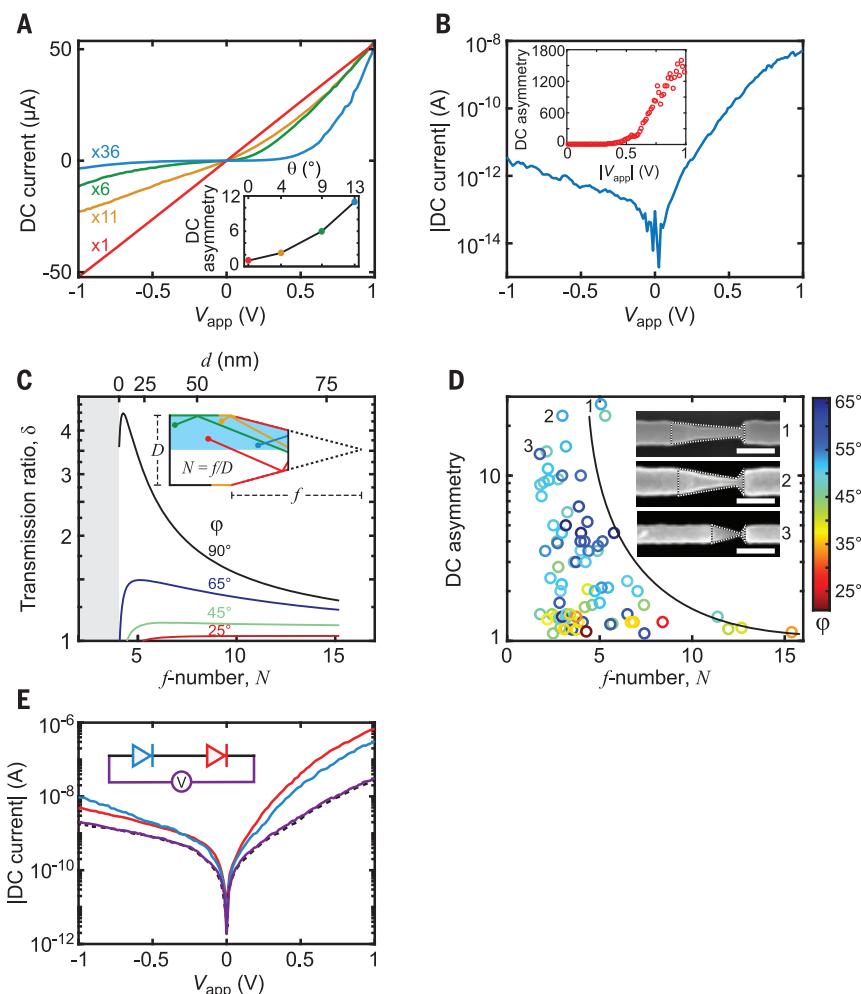 A
50
0
-50
DC current (μA)
x36
x6
x11
x1
θ (°)
0 4 9 13
12
6
0
DC asymmetry
-1 -0.5 0 0.5 1
Vapp (V)
B
10⁻⁸
10⁻¹⁰
10⁻¹²
10⁻¹⁴
|DC current| (A)
1800
1200
600
0
DC asymmetry
0 0.5 1
|Vapp| (V)
-1 -0.5 0 0.5 1
Vapp (V)
C
d (nm)
0 25 50 75
4
3
2
1
Transmission ratio, δ
D
N = f/D
f
φ
90°
65°
45°
25°
5 10 15
f-number, N
D
10
1
DC asymmetry
1
2
3
1
2
3
0 5 10 15
f-number, N
65°
55°
45°
35°
25°
φ
E
10⁻⁶
10⁻⁸
10⁻¹⁰
10⁻¹²
|DC current| (A)
V
-1 -0.5 0 0.5 1
Vapp (V)